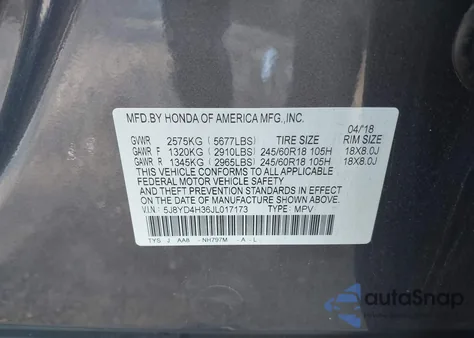 MFD.BY HONDA OF AMERICA MFG.,INC.
04/18
GVWR 2575KG (5677LBS) TIRE SIZE RIM SIZE
GAWR F 1320KG (2910LBS) 245/60R18 105H 18X8.0J
GAWR R 1345KG (2965LBS) 245/60R18 105H 18X8.0J
THIS VEHICLE CONFORMS TO ALL APPLICABLE
FEDERAL MOTOR VEHICLE SAFETY
AND THEFT PREVENTION STANDARDS IN EFFECT
ON THE DATE OF MANUFACTURE SHOWN ABOVE.
V.I.N: 5J8YD4H36JL017173 TYPE: MPV
TYS J AA6 - NH797M - A - L
autoSnap